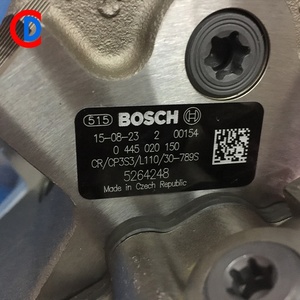 515 BOSCH
15-08-23 2 00154
0 445 020 150
CR/CP3S3/L110/30-789S
5264248
Made in Czech Republic